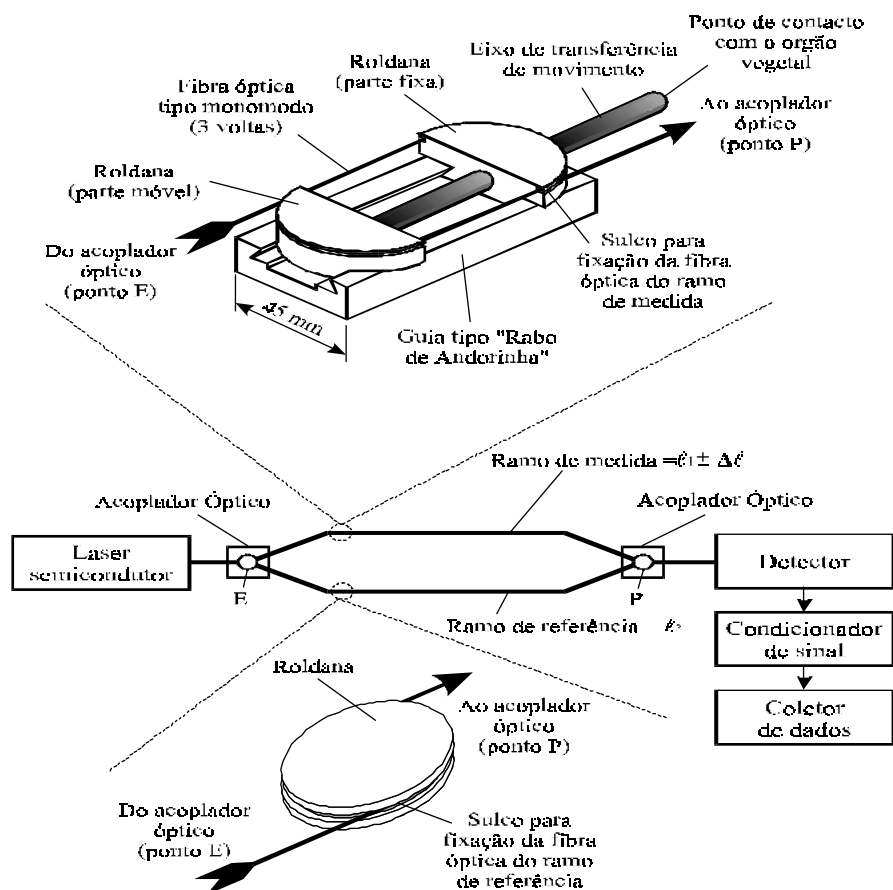 Ponto de contacto
com o orgão
vegetal
Eixo de transferência
de movimento
Roldana
(parte fixa)
Fibra óptica
tipo monomodo
(3 voltas)
Ao acoplador
óptico
(ponto P)
Roldana
(parte móvel)
Do acoplador
óptico
(ponto E)
Sulco para
fixação da fibra
óptica do ramo
de medida
45 mm
Guia tipo "Rabo
de Andorinha"
Ramo de medida =ℓ₁ ± Δℓ
Acoplador Óptico
Acoplador Óptico
Laser
semicondutor
E
P
Detector
Ramo de referência ℓ₂
Condicionador
de sinal
Coletor
de dados
Roldana
Ao acoplador
óptico
(ponto P)
Do acoplador
óptico
(ponto E)
Sulco para
fixação da fibra
óptica do ramo
de referência